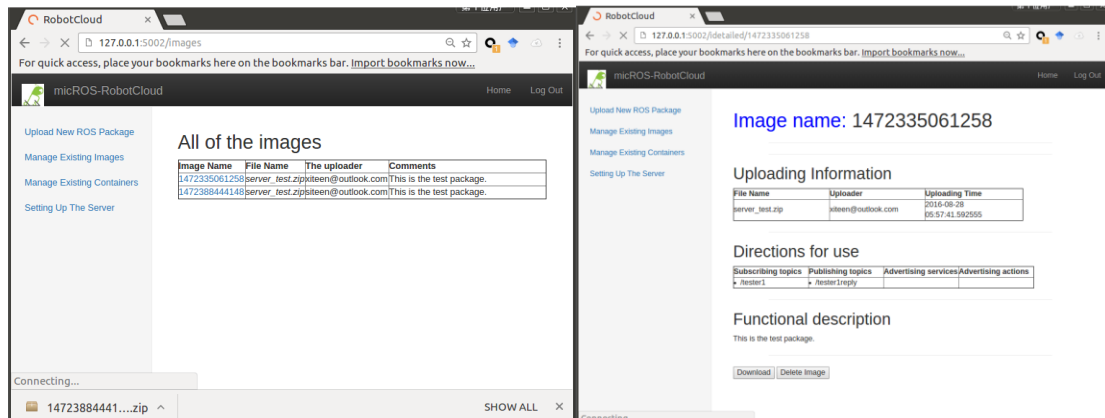 RobotCloud ×
127.0.0.1:5002/images
For quick access, place your bookmarks here on the bookmarks bar. Import bookmarks now...
micROS-RobotCloud Home Log Out
Upload New ROS Package
Manage Existing Images
Manage Existing Containers
Setting Up The Server
All of the images
Image Name File Name The uploader Comments
1472335061258 server_test.zip xiteen@outlook.com This is the test package.
1472388444148 server_test.zip siteen@outlook.com This is the test package.
Connecting...
14723884441....zip SHOW ALL ×
RobotCloud ×
127.0.0.1:5002/idetailed/1472335061258
For quick access, place your bookmarks here on the bookmarks bar. Import bookmarks now...
micROS-RobotCloud Home Log Out
Upload New ROS Package
Manage Existing Images
Manage Existing Containers
Setting Up The Server
Image name: 1472335061258
Uploading Information
File Name Uploader Uploading Time
server_test.zip xiteen@outlook.com 2016-08-28
05:57:41.592555
Directions for use
Subscribing topics Publishing topics Advertising services Advertising actions
• /tester1 • /tester1reply
Functional description
This is the test package.
Download Delete Image